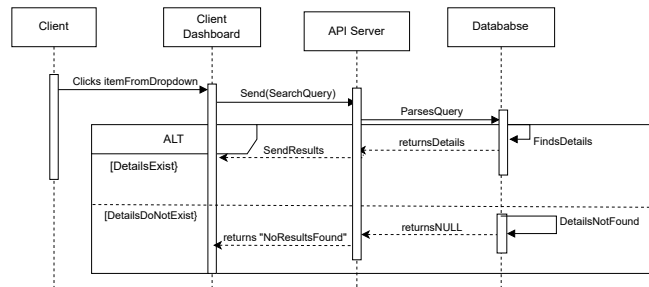 Client
Client
Dashboard
API Server
Datababse
Clicks itemFromDropdown
Send(SearchQuery)
ParsesQuery
ALT
FindsDetails
returnsDetails
SendResults
[DetailsExist}
[DetailsDoNotExist}
DetailsNotFound
returnsNULL
returns "NoResultsFound"